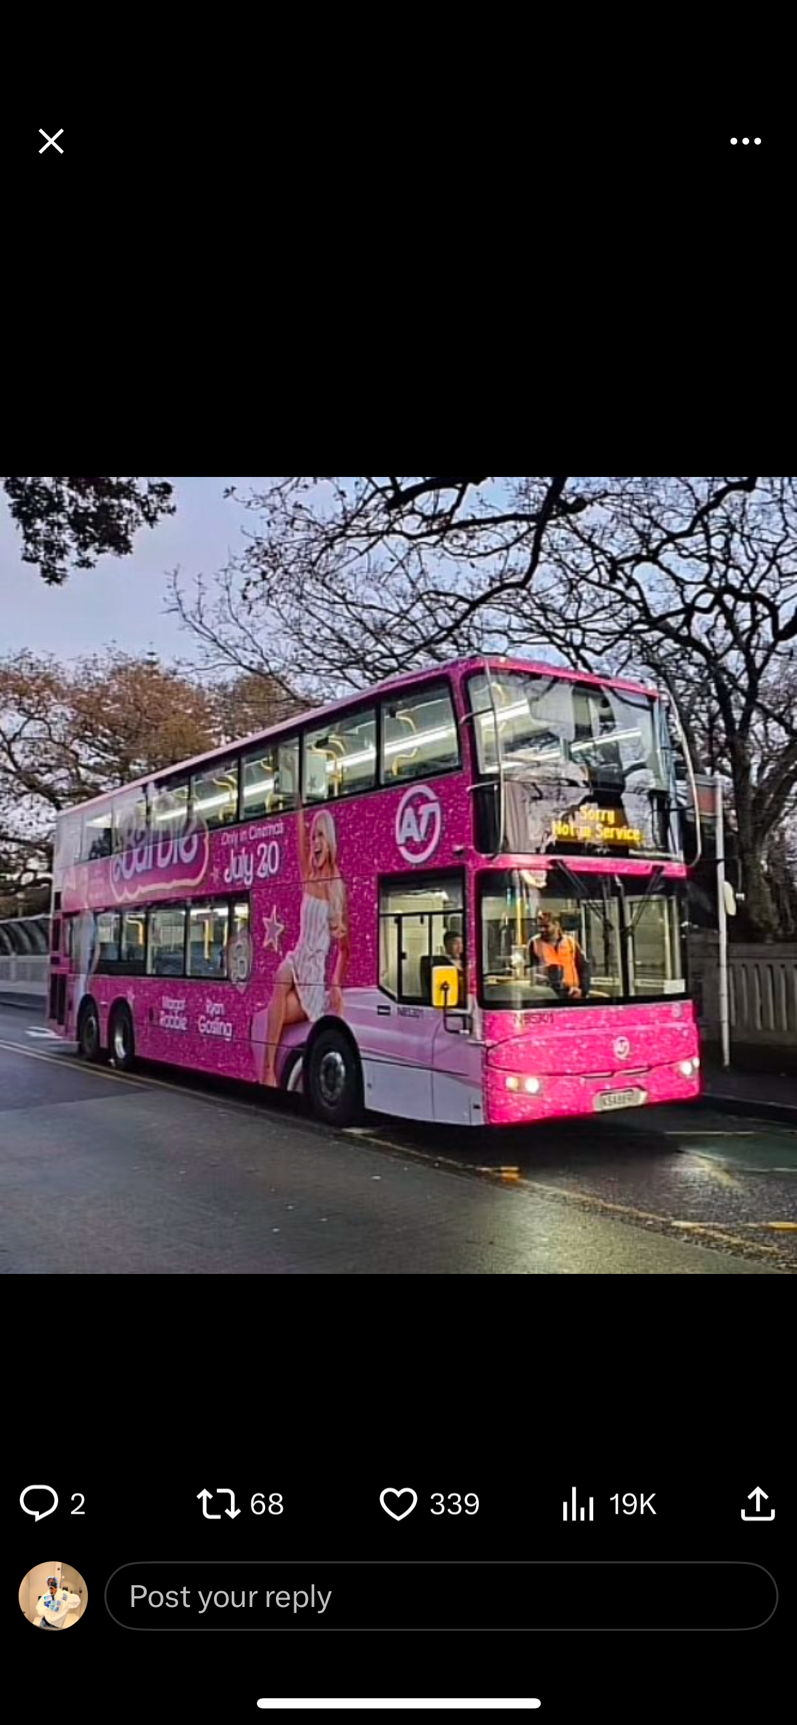 Barbie
Only in Cinemas
July 20
AT
Sorry
Not in Service
Margot
Robbie
Ryan
Gosling
AT
2
68
339
19K
Post your reply